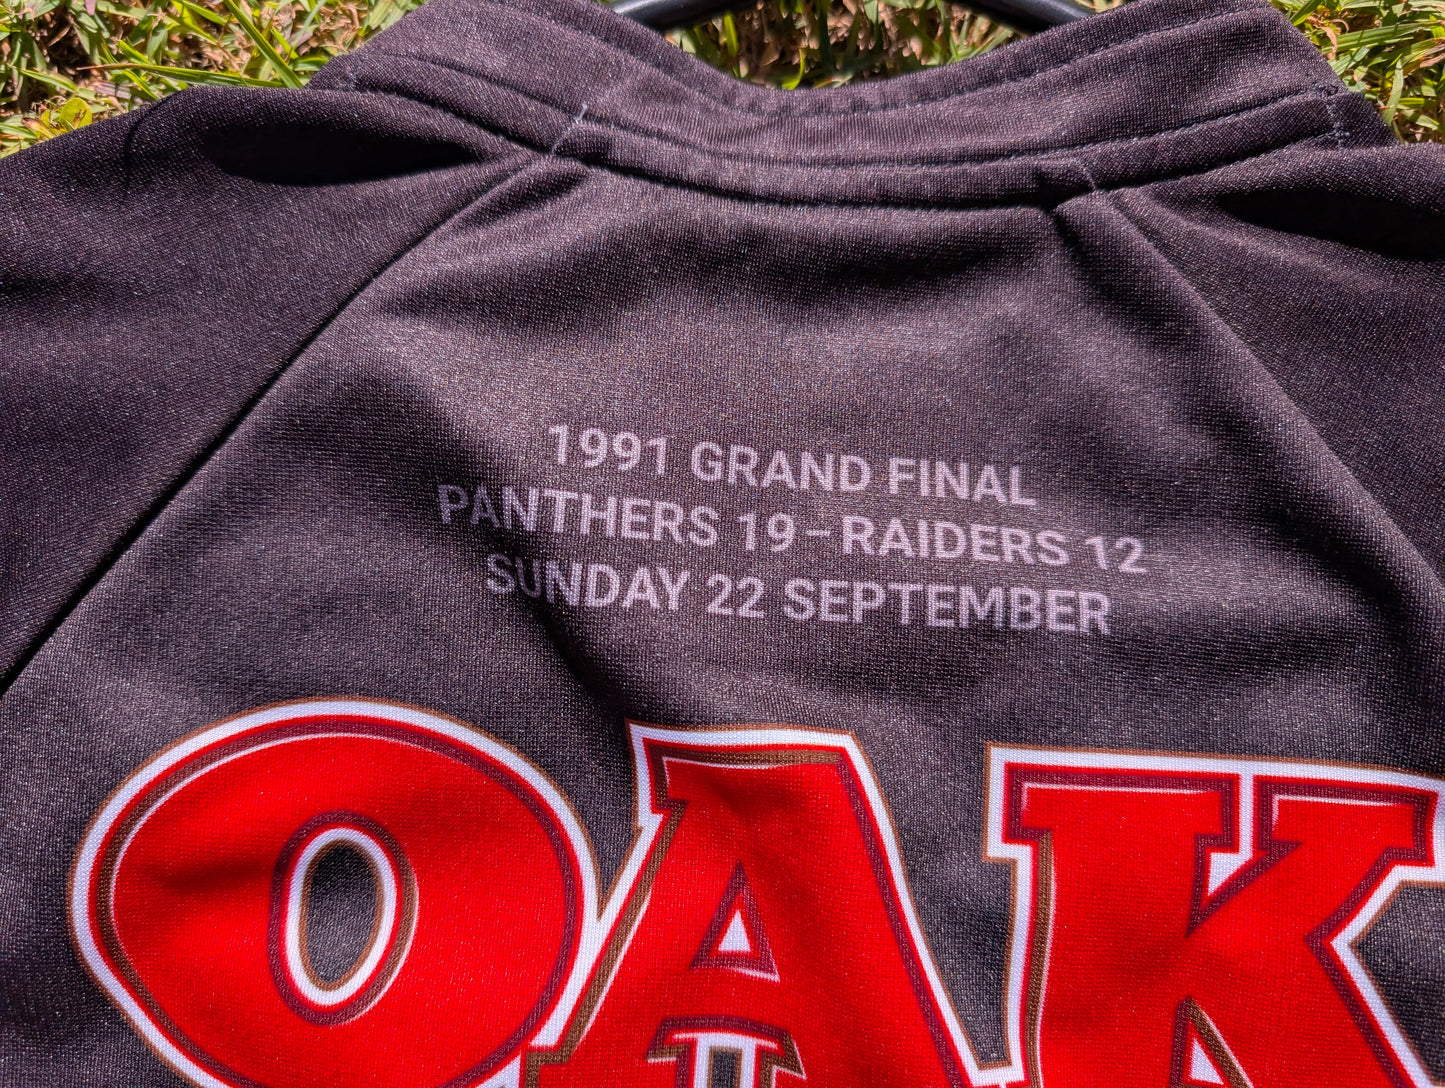 1991 GRAND FINAL
PANTHERS 19-RAIDERS 12
SUNDAY 22 SEPTEMBER
OAK